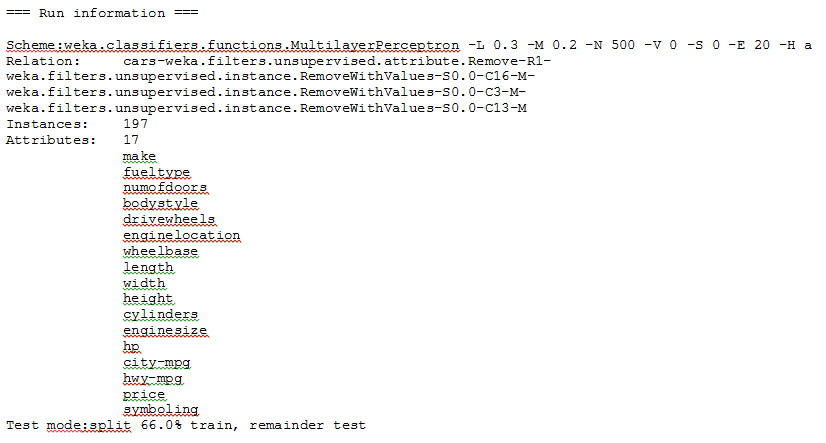 === Run information ===
Scheme:weka.classifiers.functions.MultilayerPerceptron -L 0.3 -M 0.2 -N 500 -V 0 -S 0 -E 20 -H a
Relation: cars-weka.filters.unsupervised.attribute.Remove-R1-
weka.filters.unsupervised.instance.RemoveWithValues-S0.0-C16-M-
weka.filters.unsupervised.instance.RemoveWithValues-S0.0-C3-M-
weka.filters.unsupervised.instance.RemoveWithValues-S0.0-C13-M
Instances: 197
Attributes: 17
make
fueltype
numofdoors
bodystyle
drivewheels
enginelocation
wheelbase
length
width
height
cylinders
enginesize
hp
city-mpg
hwy-mpg
price
symboling
Test mode:split 66.0% train, remainder test